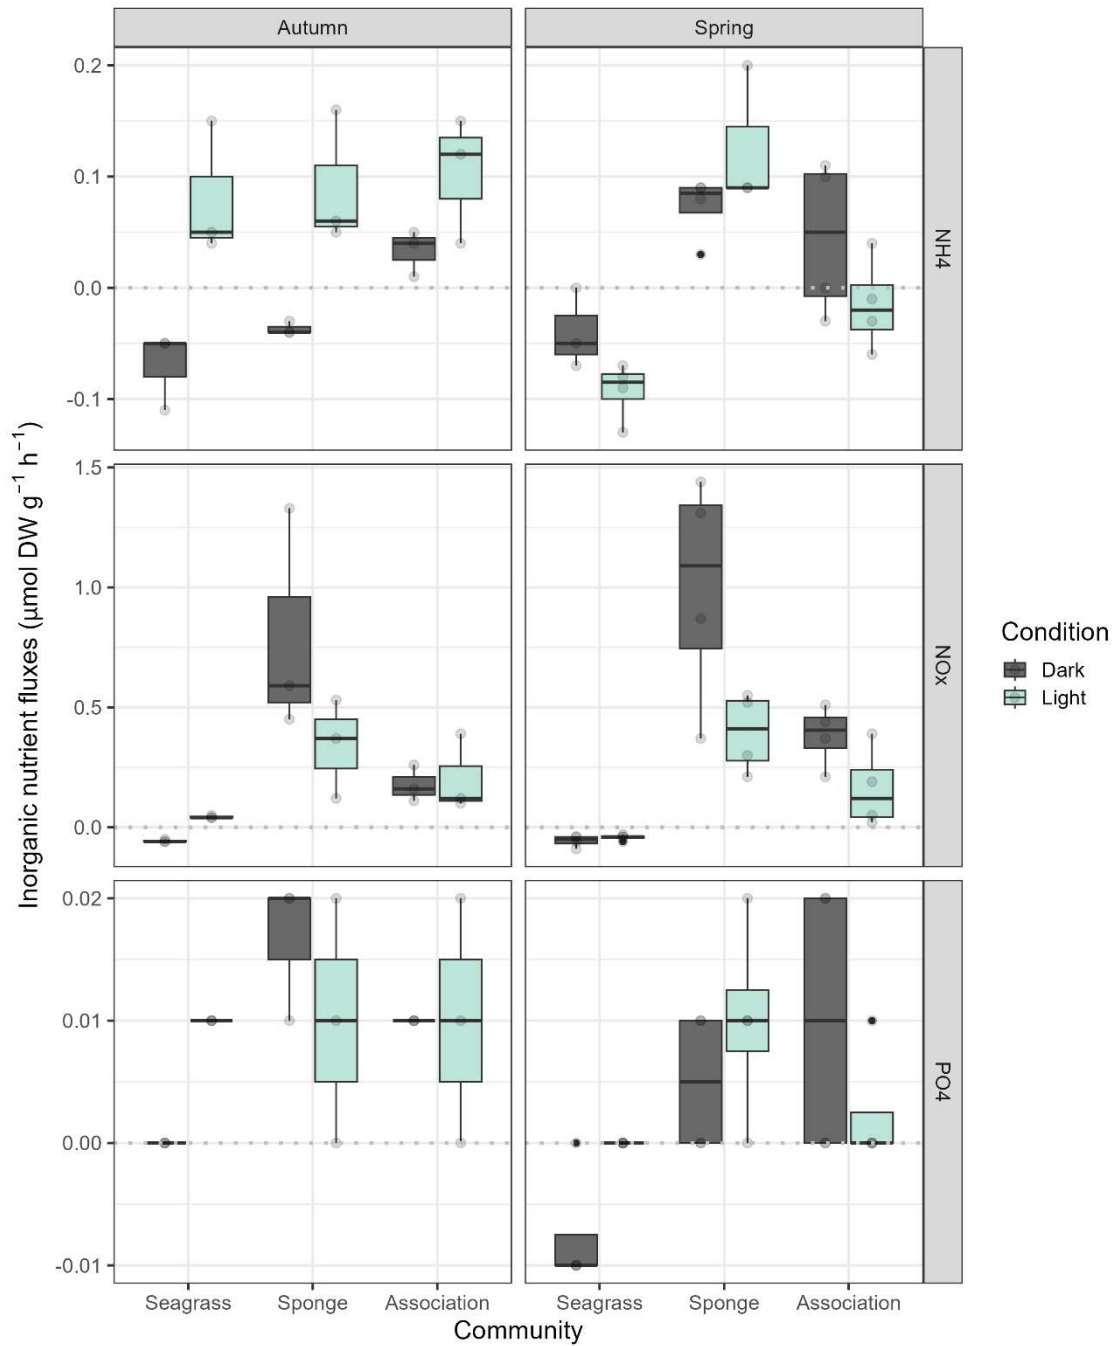 Autumn
Spring
0.2
0.1
0.0
-0.1
NH4
1.5
1.0
0.5
0.0
NOx
0.02
0.01
0.00
-0.01
PO4
Inorganic nutrient fluxes (µmol DW g⁻¹ h⁻¹)
Seagrass Sponge Association
Seagrass Sponge Association
Community
Condition
Dark
Light